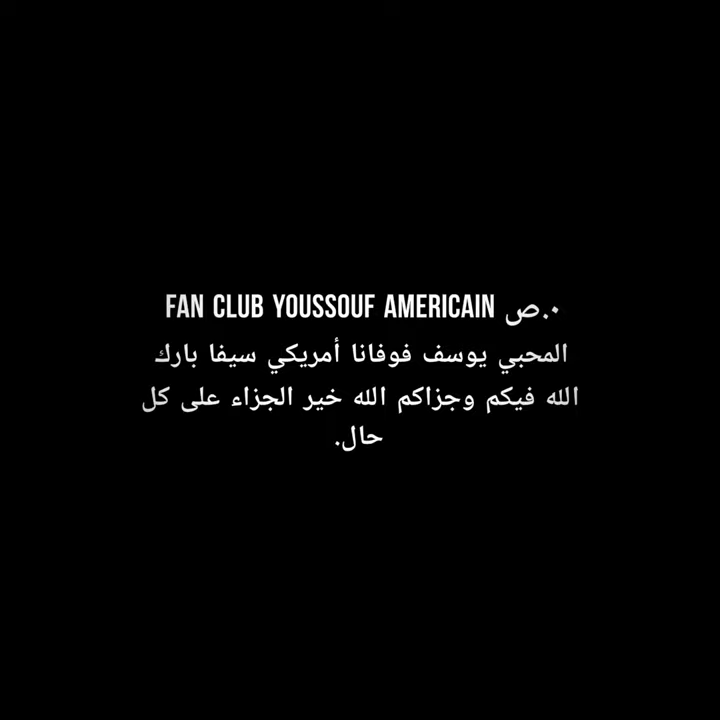 ٠.ص FAN CLUB YOUSSOUF AMERICAIN
المحبي يوسف فوفانا أمريكي سيفا بارك
الله فيكم وجزاكم الله خير الجزاء على كل
حال.